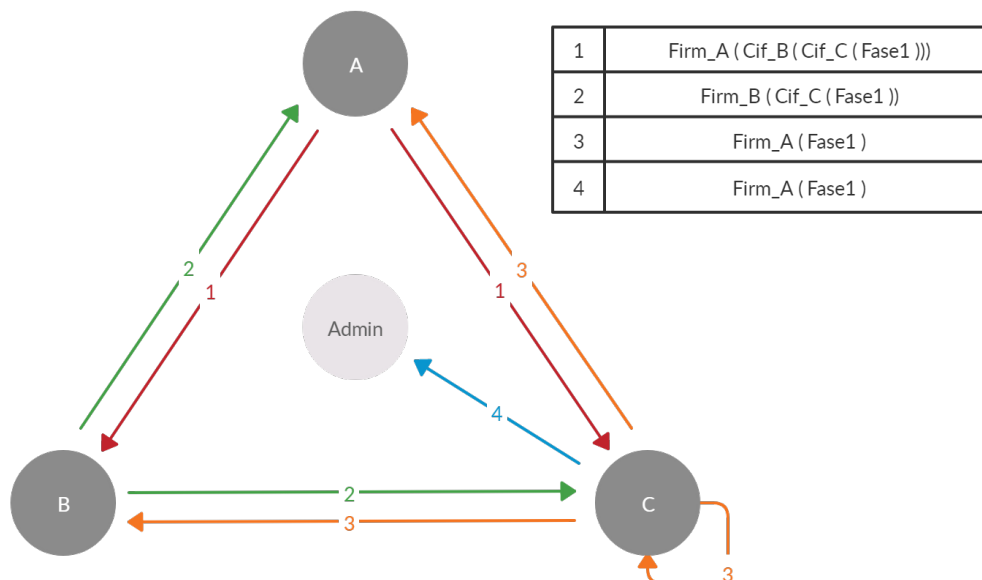 A
1 Firm_A ( Cif_B ( Cif_C ( Fase1 )))
2 Firm_B ( Cif_C ( Fase1 ))
3 Firm_A ( Fase1 )
4 Firm_A ( Fase1 )
2
3
1
1
Admin
4
B
2
C
3
3